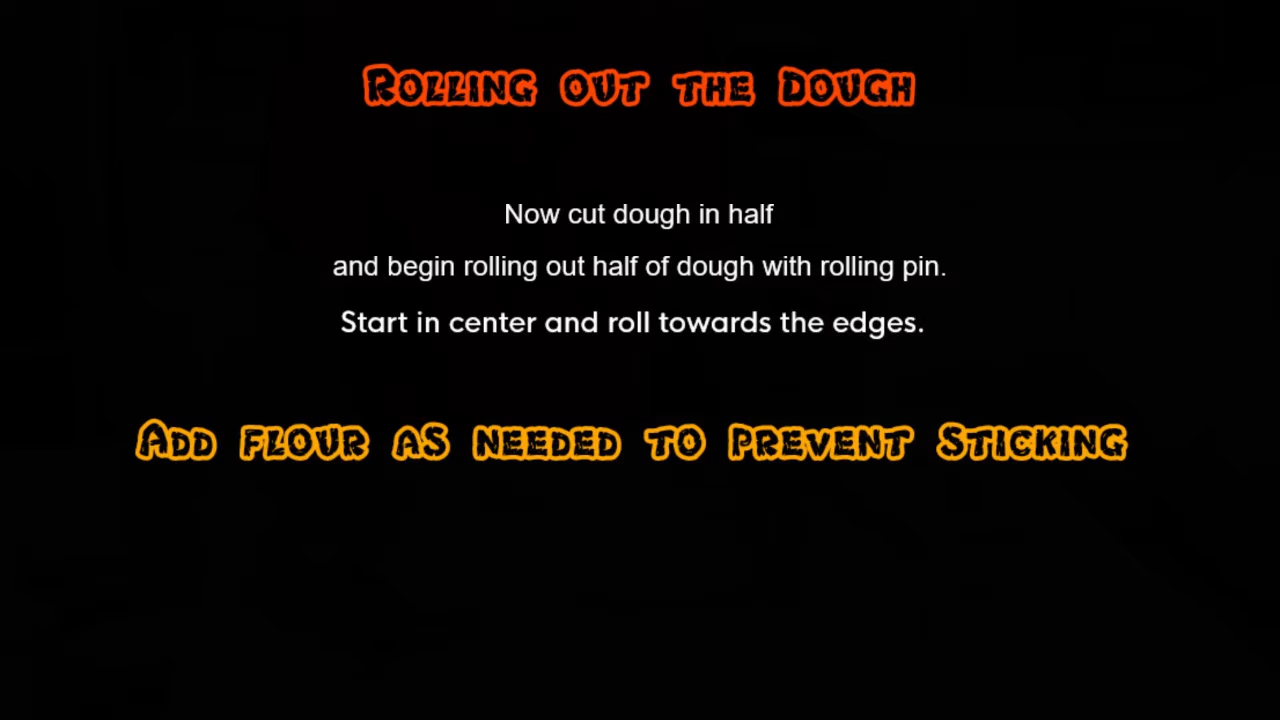 Rolling out the Dough
Now cut dough in half
and begin rolling out half of dough with rolling pin.
Start in center and roll towards the edges.
Add flour as needed to prevent Sticking